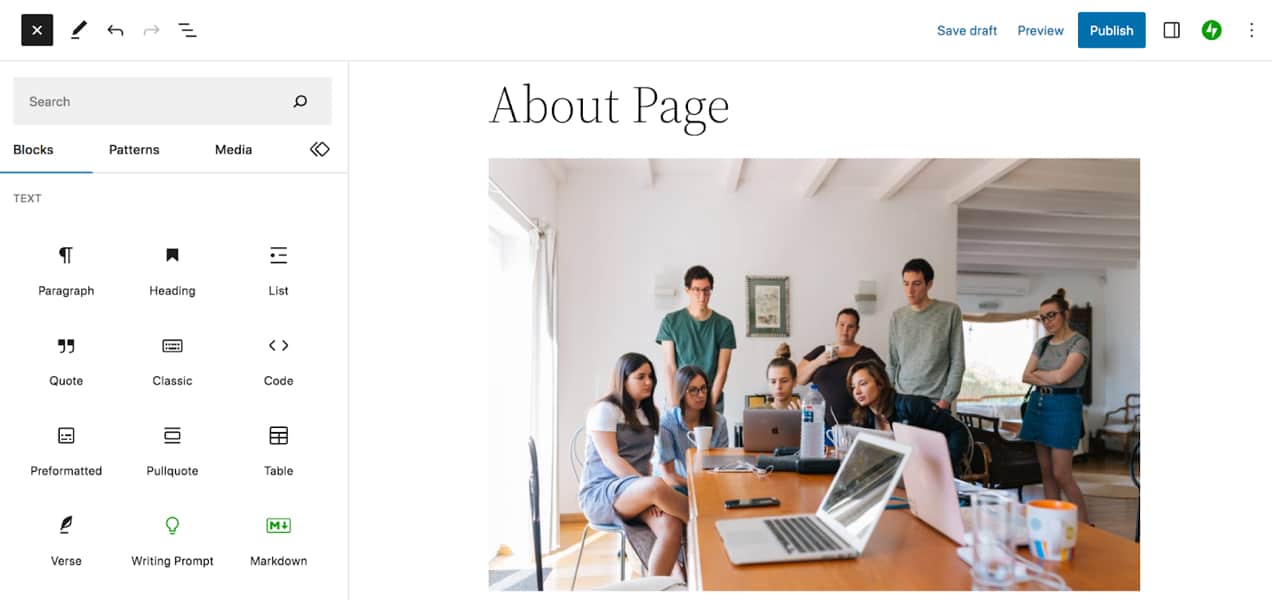 Save draft Preview Publish
Search
Blocks Patterns Media
TEXT
Paragraph Heading List
Quote Classic Code
Preformatted Pullquote Table
M
Verse Writing Prompt Markdown
About Page